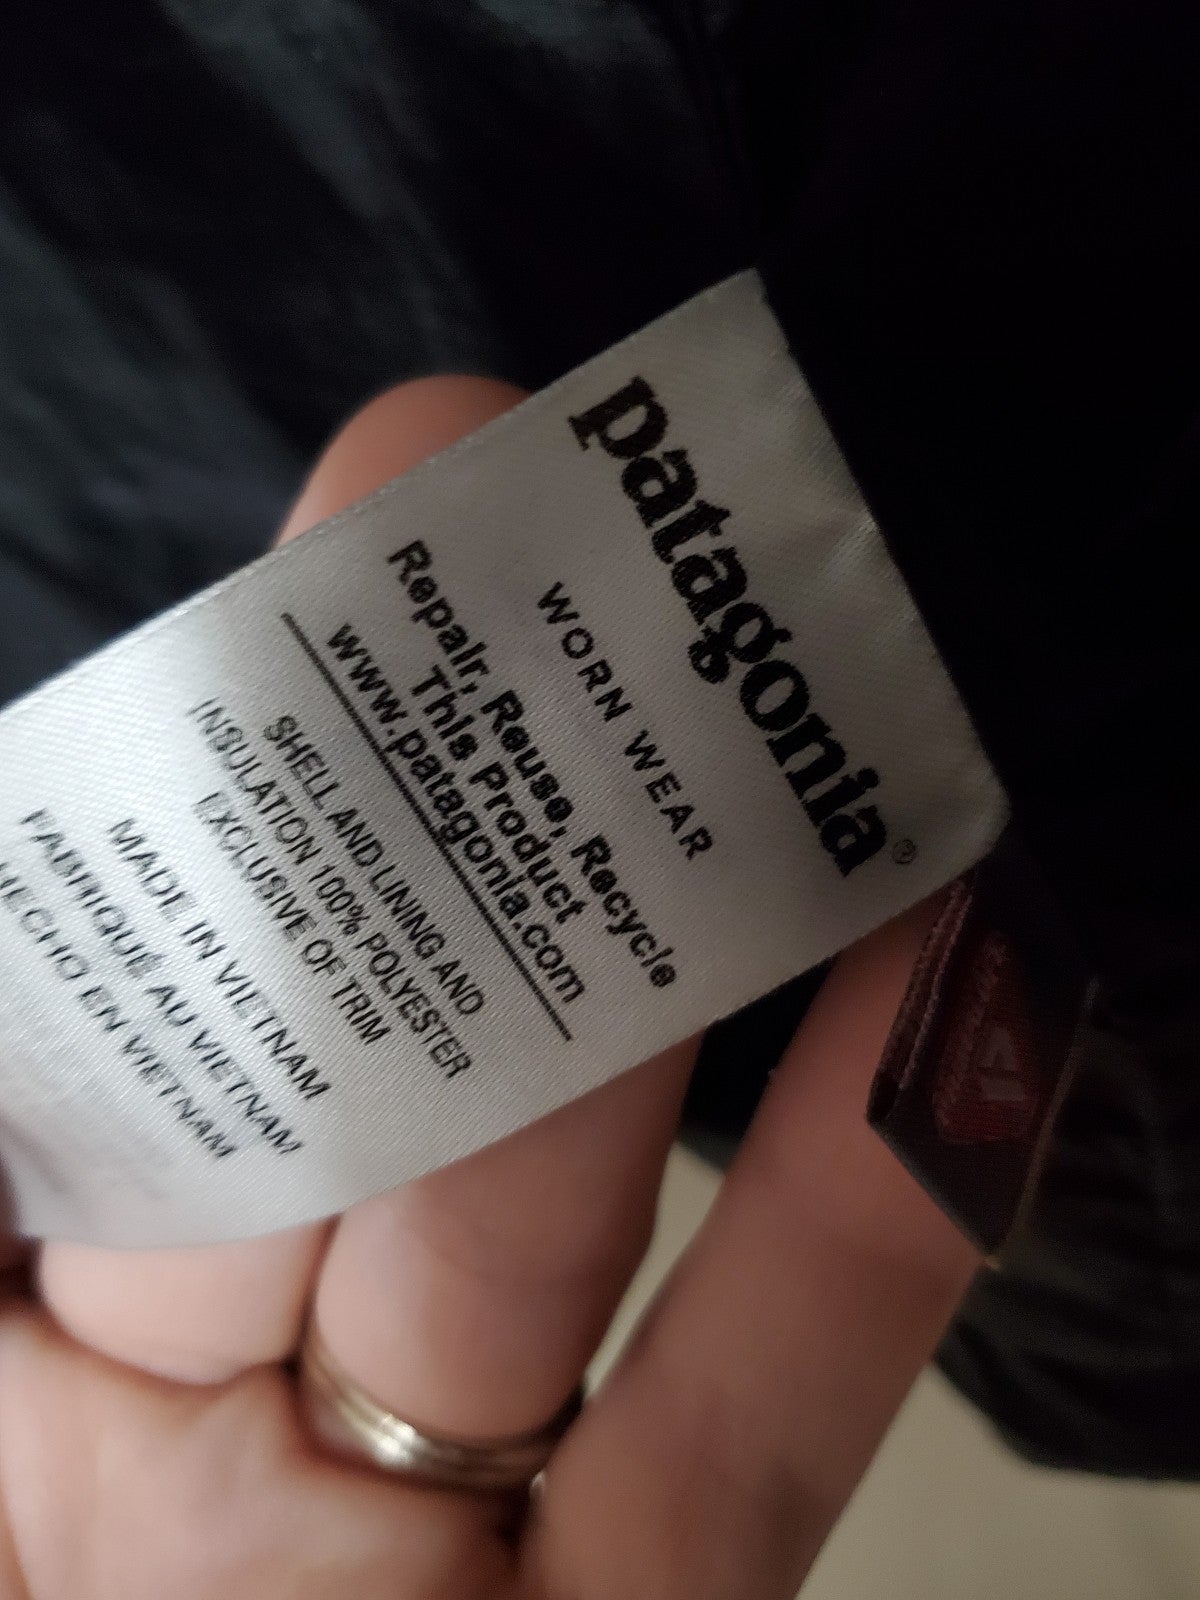 patagonia®
WORN WEAR
Repair, Reuse, Recycle
This Product
www.patagonia.com
SHELL AND LINING AND
INSULATION 100% POLYESTER
EXCLUSIVE OF TRIM
MADE IN VIETNAM
FABRIQUÉ AU VIETNAM
HECHO EN VIETNAM